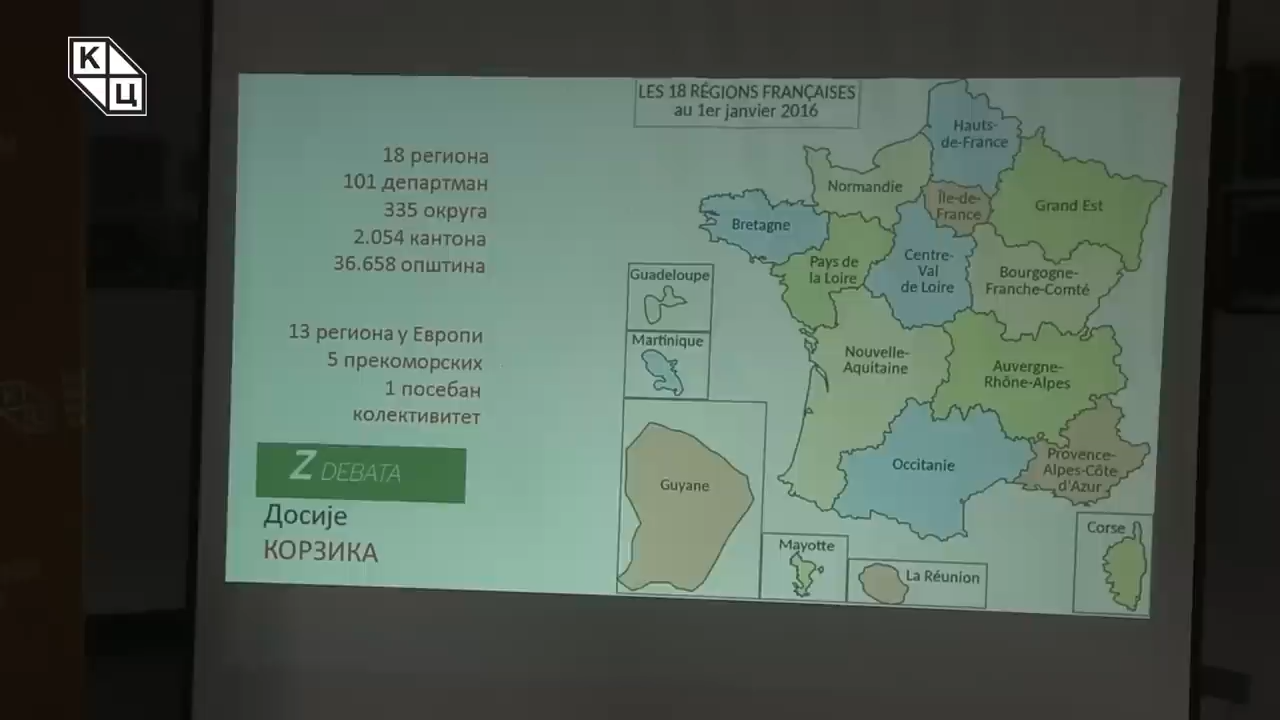 К
Ц
18 региона
101 департман
335 округа
2.054 кантона
36.658 општина
13 региона у Европи
5 прекоморских
1 посебан
колективитет
Z DEBATA
Досије
КОРЗИКА
LES 18 RÉGIONS FRANÇAISES
au 1er janvier 2016
Hauts-
de-France
Normandie
Île-de-
France
Grand Est
Bretagne
Pays de
la Loire
Centre-
Val
de Loire
Bourgogne-
Franche-Comté
Guadeloupe
Martinique
Nouvelle-
Aquitaine
Auvergne-
Rhône-Alpes
Occitanie
Provence-
Alpes-Côte
d'Azur
Guyane
Mayotte
La Réunion
Corse